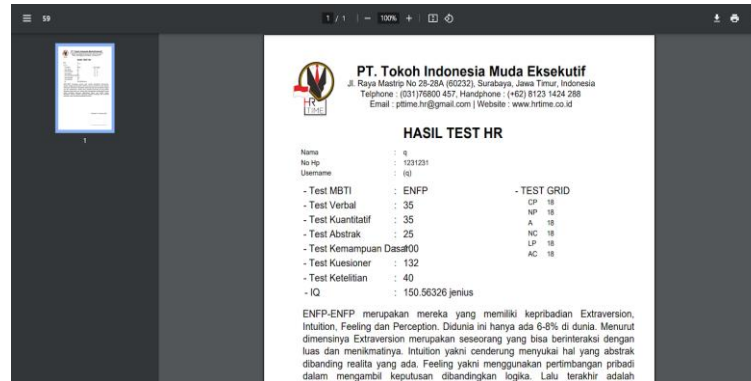 59
1 / 1
100%
1
HR
TIME
PT. Tokoh Indonesia Muda Eksekutif
Jl. Raya Mastrip No 28-28A (60232), Surabaya, Jawa Timur, Indonesia
Telphone : (031)76800 457, Handphone : (+62) 8123 1424 288
Email : pttime.hr@gmail.com | Website : www.hrtime.co.id
HASIL TEST HR
Nama : q
No Hp : 1231231
Username : (q)
- Test MBTI : ENFP
- Test Verbal : 35
- Test Kuantitatif : 35
- Test Abstrak : 25
- Test Kemampuan Dasar 100
- Test Kuesioner : 132
- Test Ketelitian : 40
- IQ : 150.56326 jenius
- TEST GRID
CP 18
NP 18
A 18
NC 18
LP 18
AC 18
ENFP-ENFP merupakan mereka yang memiliki kepribadian Extraversion,
Intuition, Feeling dan Perception. Didunia ini hanya ada 6-8% di dunia. Menurut
dimensinya Extraversion merupakan seseorang yang bisa berinteraksi dengan
luas dan menikmatinya. Intuition yakni cenderung menyukai hal yang abstrak
dibanding realita yang ada. Feeling yakni menggunakan pertimbangan pribadi
dalam mengambil keputusan dibandingkan logika. Lalu terakhir adalah